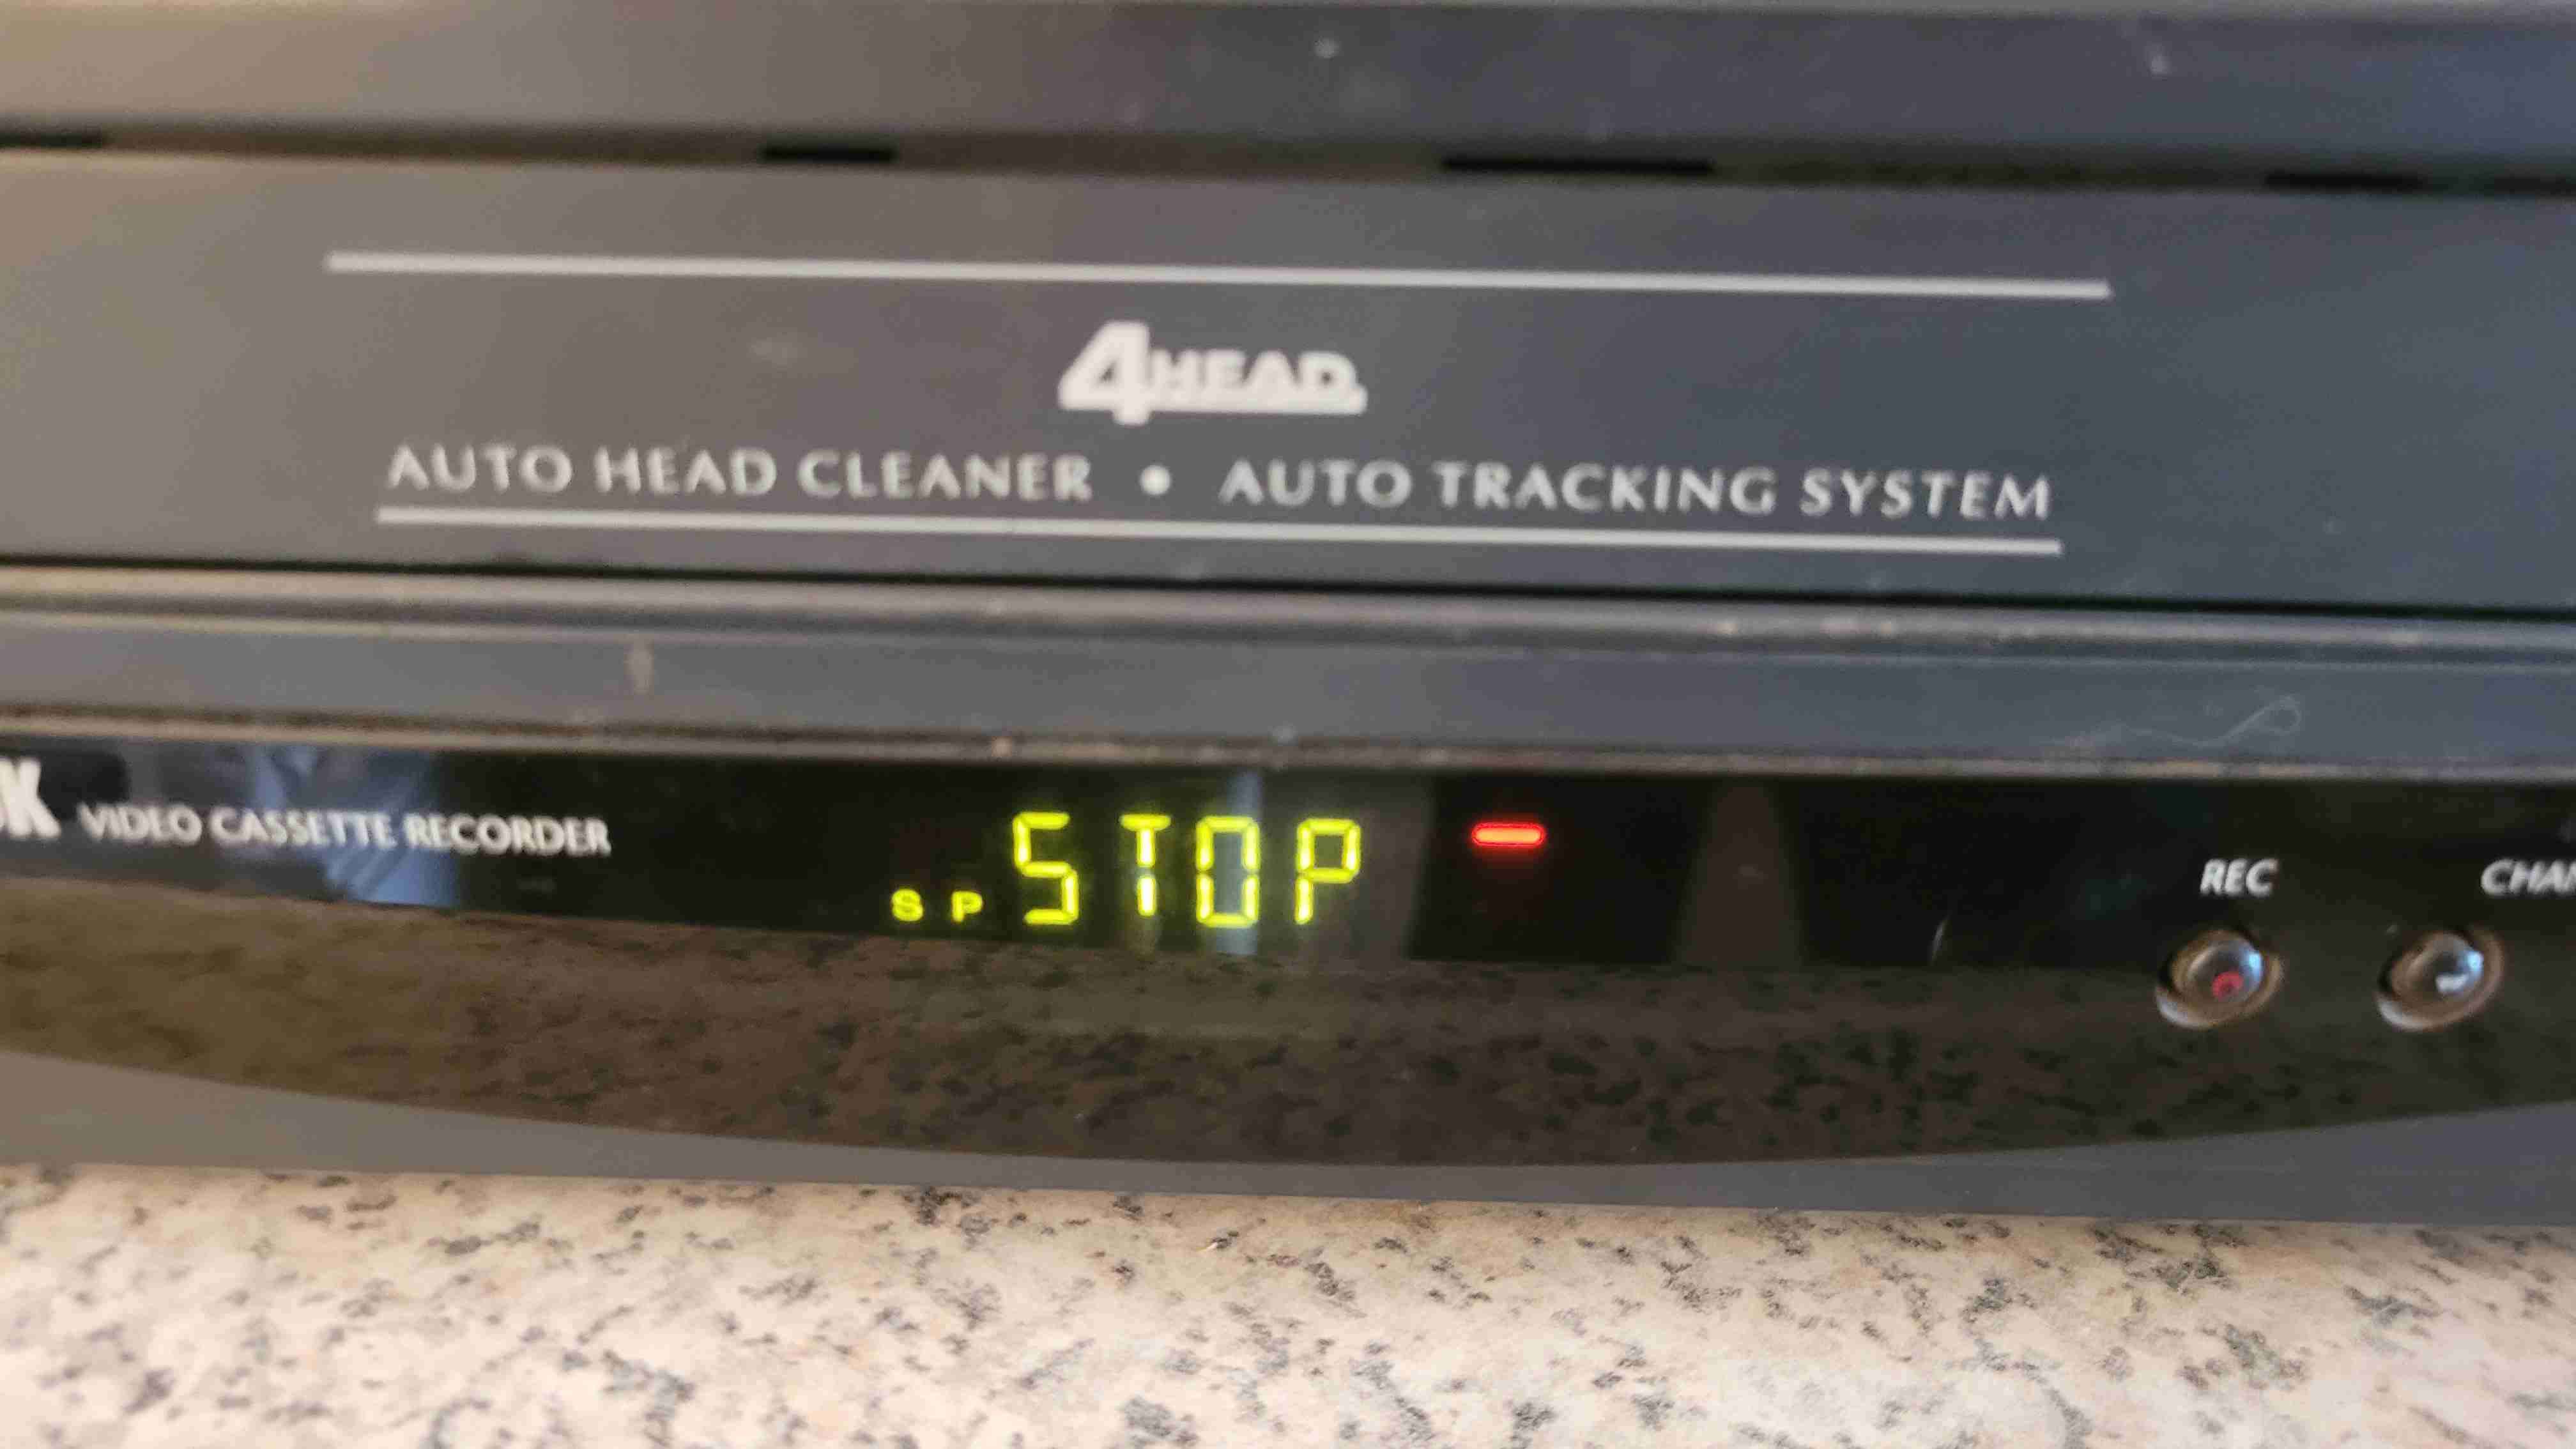 4HEAD
AUTO HEAD CLEANER • AUTO TRACKING SYSTEM
VIDEO CASSETTE RECORDER
SP STOP
REC